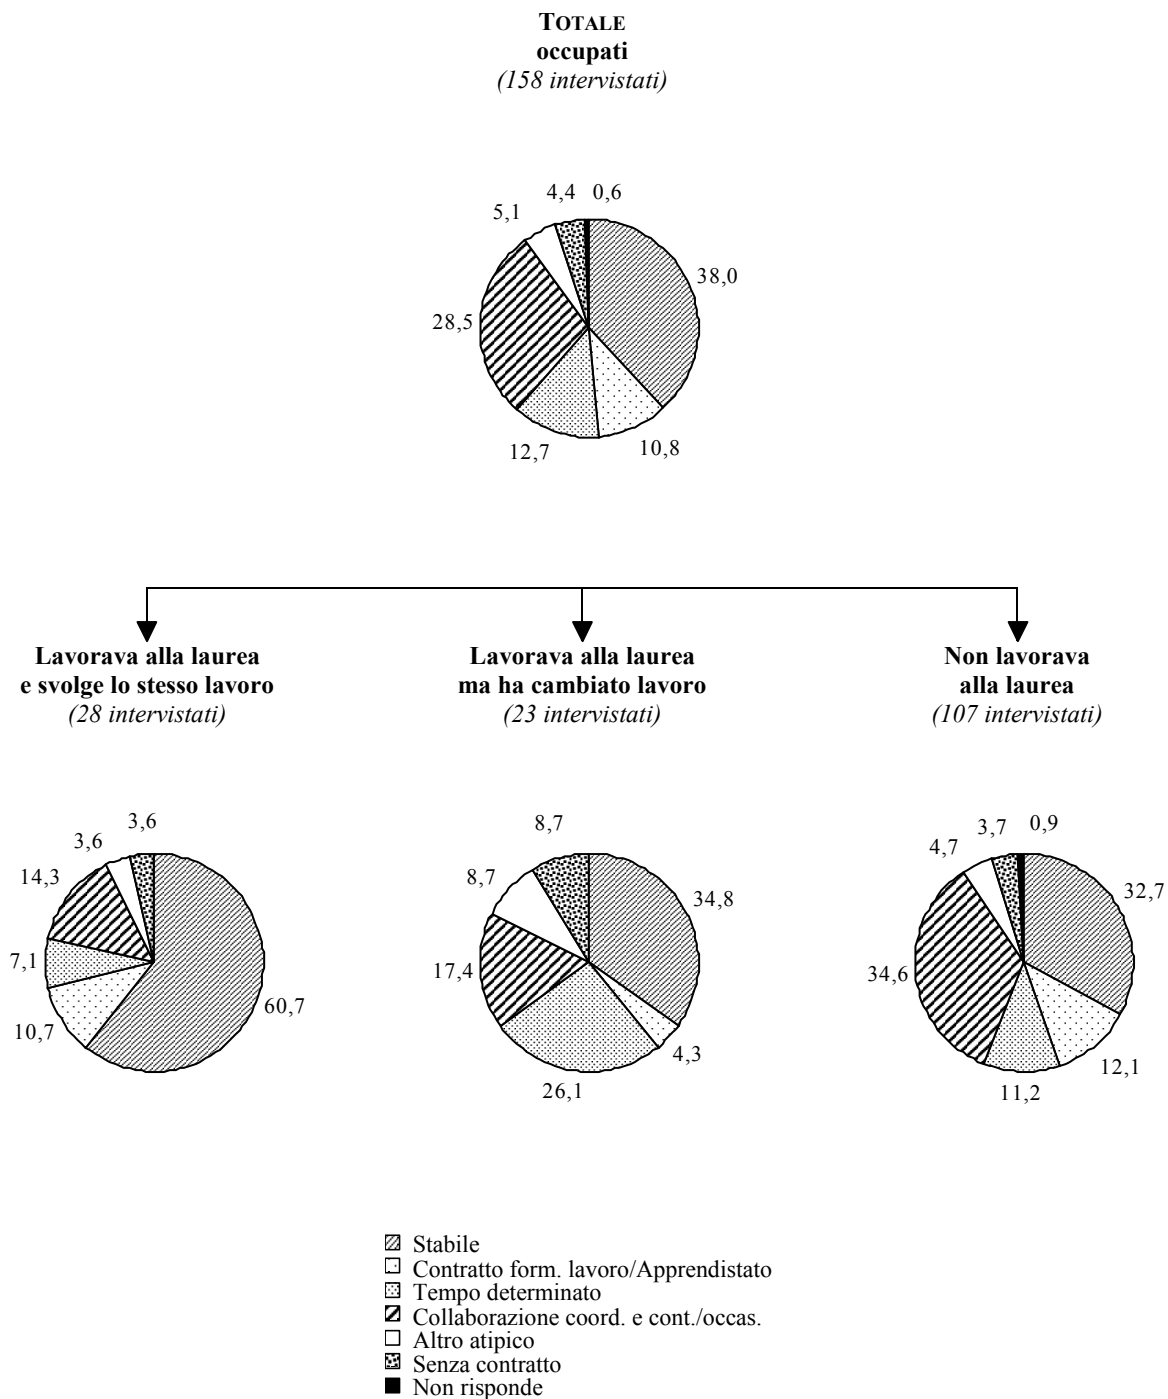 TOTALE
occupati
(158 intervistati)
4,4 0,6
5,1
38,0
28,5
12,7
10,8
Lavorava alla laurea
e svolge lo stesso lavoro
(28 intervistati)
Lavorava alla laurea
ma ha cambiato lavoro
(23 intervistati)
Non lavorava
alla laurea
(107 intervistati)
3,6
3,6
14,3
7,1
10,7
60,7
8,7
8,7
34,8
17,4
4,3
26,1
3,7 0,9
4,7
32,7
34,6
12,1
11,2
Stabile
Contratto form. lavoro/Apprendistato
Tempo determinato
Collaborazione coord. e cont./occas.
Altro atipico
Senza contratto
Non risponde